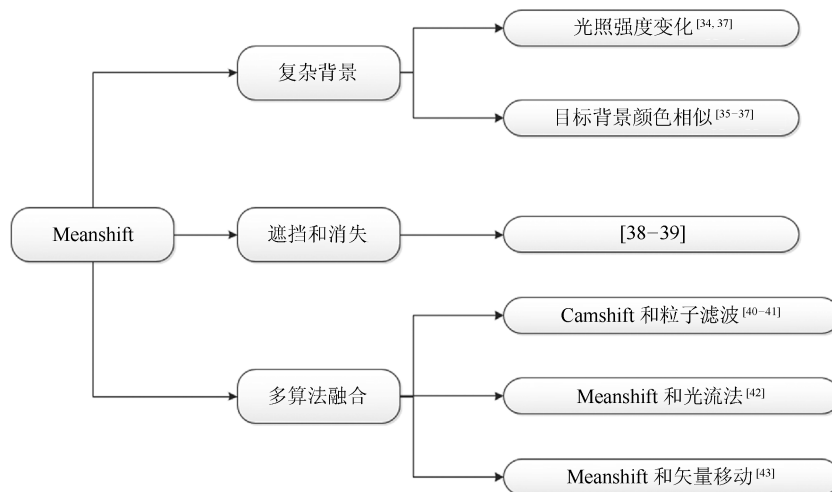 光照强度变化[34, 37]
复杂背景
目标背景颜色相似[35−37]
Meanshift
遮挡和消失
[38−39]
Camshift 和粒子滤波[40−41]
多算法融合
Meanshift 和光流法[42]
Meanshift 和矢量移动[43]